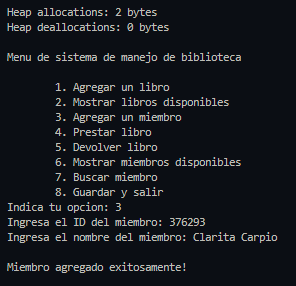 Heap allocations: 2 bytes
Heap deallocations: 0 bytes
Menu de sistema de manejo de biblioteca
1. Agregar un libro
2. Mostrar libros disponibles
3. Agregar un miembro
4. Prestar libro
5. Devolver libro
6. Mostrar miembros disponibles
7. Buscar miembro
8. Guardar y salir
Indica tu opcion: 3
Ingresa el ID del miembro: 376293
Ingresa el nombre del miembro: Clarita Carpio
Miembro agregado exitosamente!